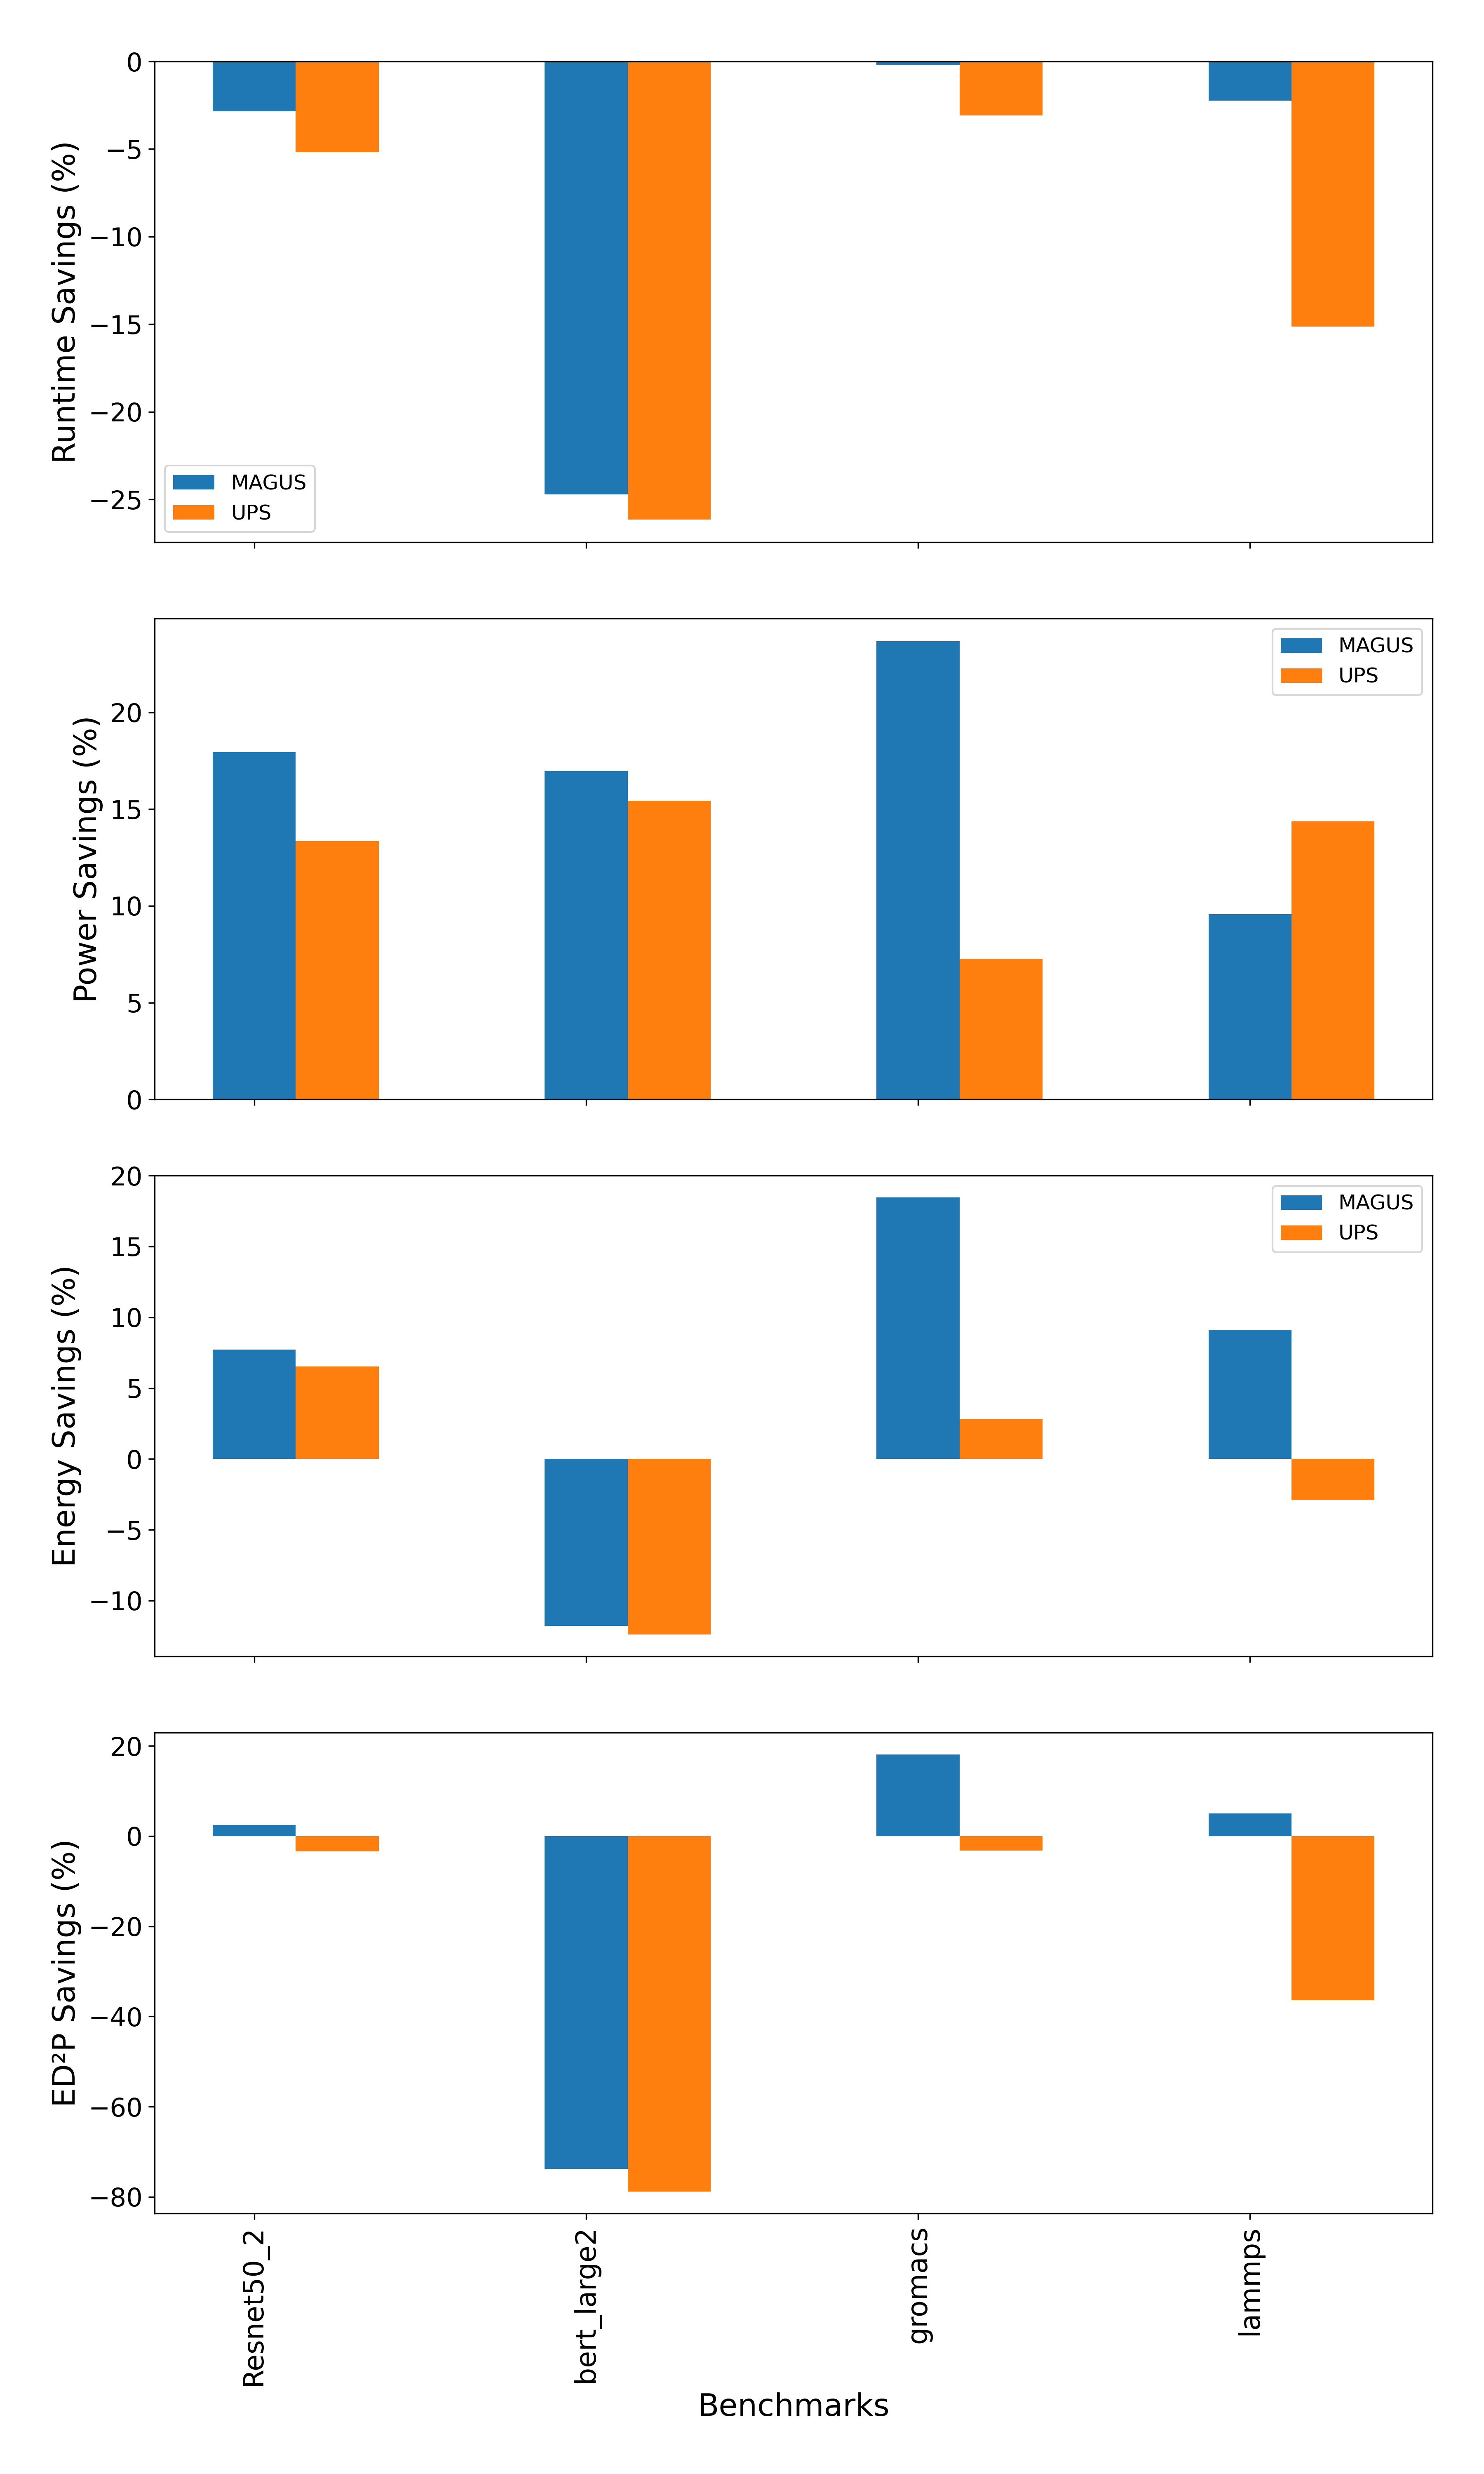 0
−5
−10
−15
−20
−25
Runtime Savings (%)
MAGUS
UPS
20
15
10
5
0
Power Savings (%)
MAGUS
UPS
20
15
10
5
0
−5
−10
Energy Savings (%)
MAGUS
UPS
20
0
−20
−40
−60
−80
ED²P Savings (%)
Resnet50_2
bert_large2
gromacs
lammps
Benchmarks